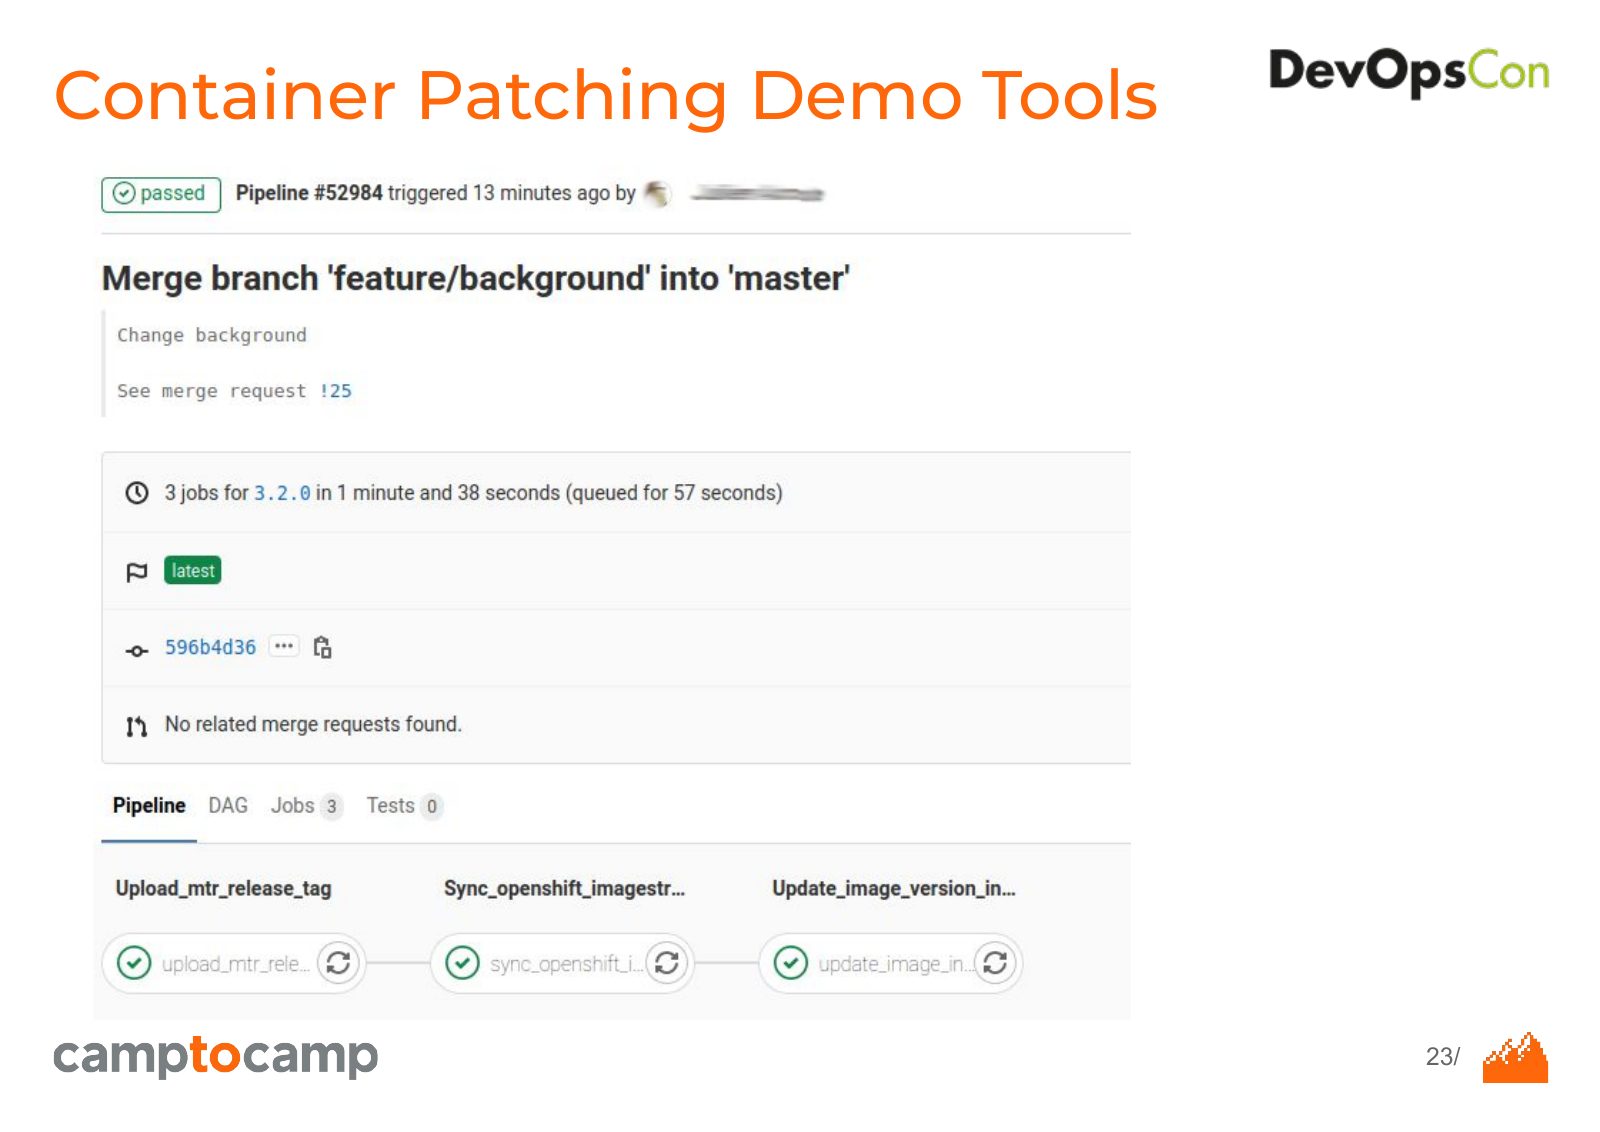 Container Patching Demo Tools
DevOpsCon
passed Pipeline #52984 triggered 13 minutes ago by
Merge branch 'feature/background' into 'master'
Change background
See merge request !25
3 jobs for 3.2.0 in 1 minute and 38 seconds (queued for 57 seconds)
latest
596b4d36 ...
No related merge requests found.
Pipeline DAG Jobs 3 Tests 0
Upload_mtr_release_tag Sync_openshift_imagestr... Update_image_version_in...
upload_mtr_rele... sync_openshift_i... update_image_in...
camptocamp
23/